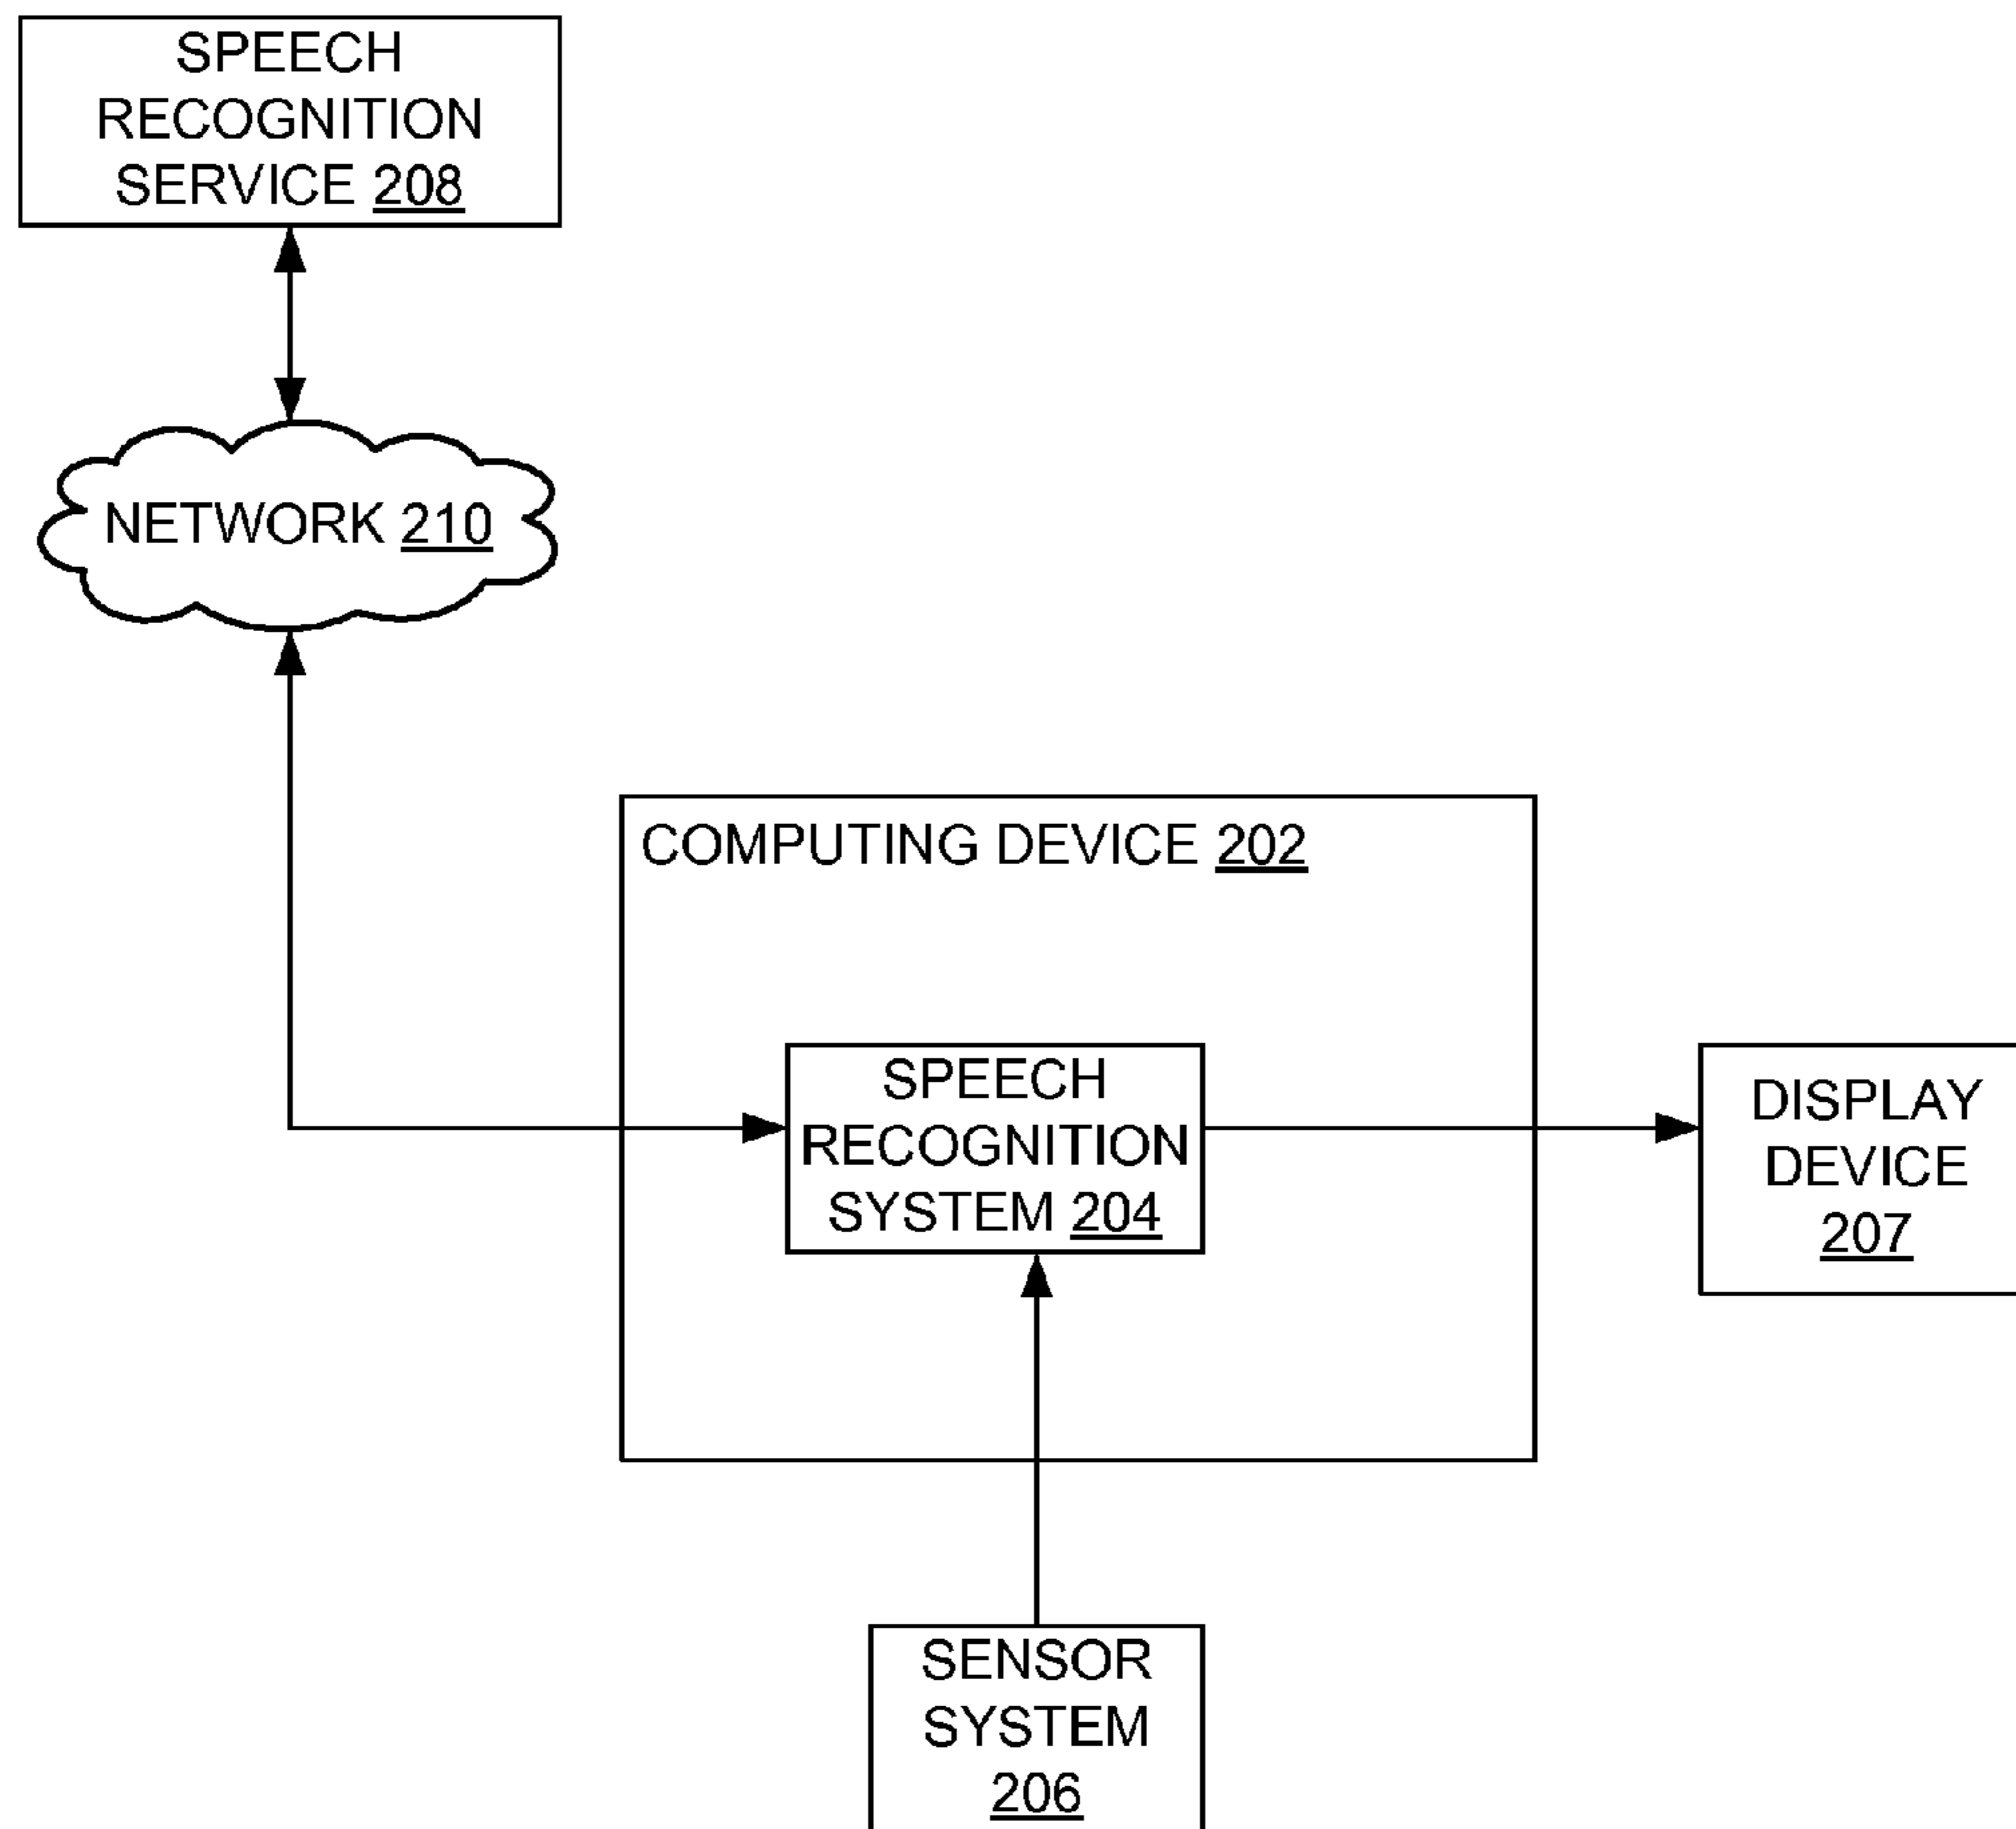 SPEECH
RECOGNITION
SERVICE 208
NETWORK 210
COMPUTING DEVICE 202
SPEECH
RECOGNITION
SYSTEM 204
DISPLAY
DEVICE
207
SENSOR
SYSTEM
206